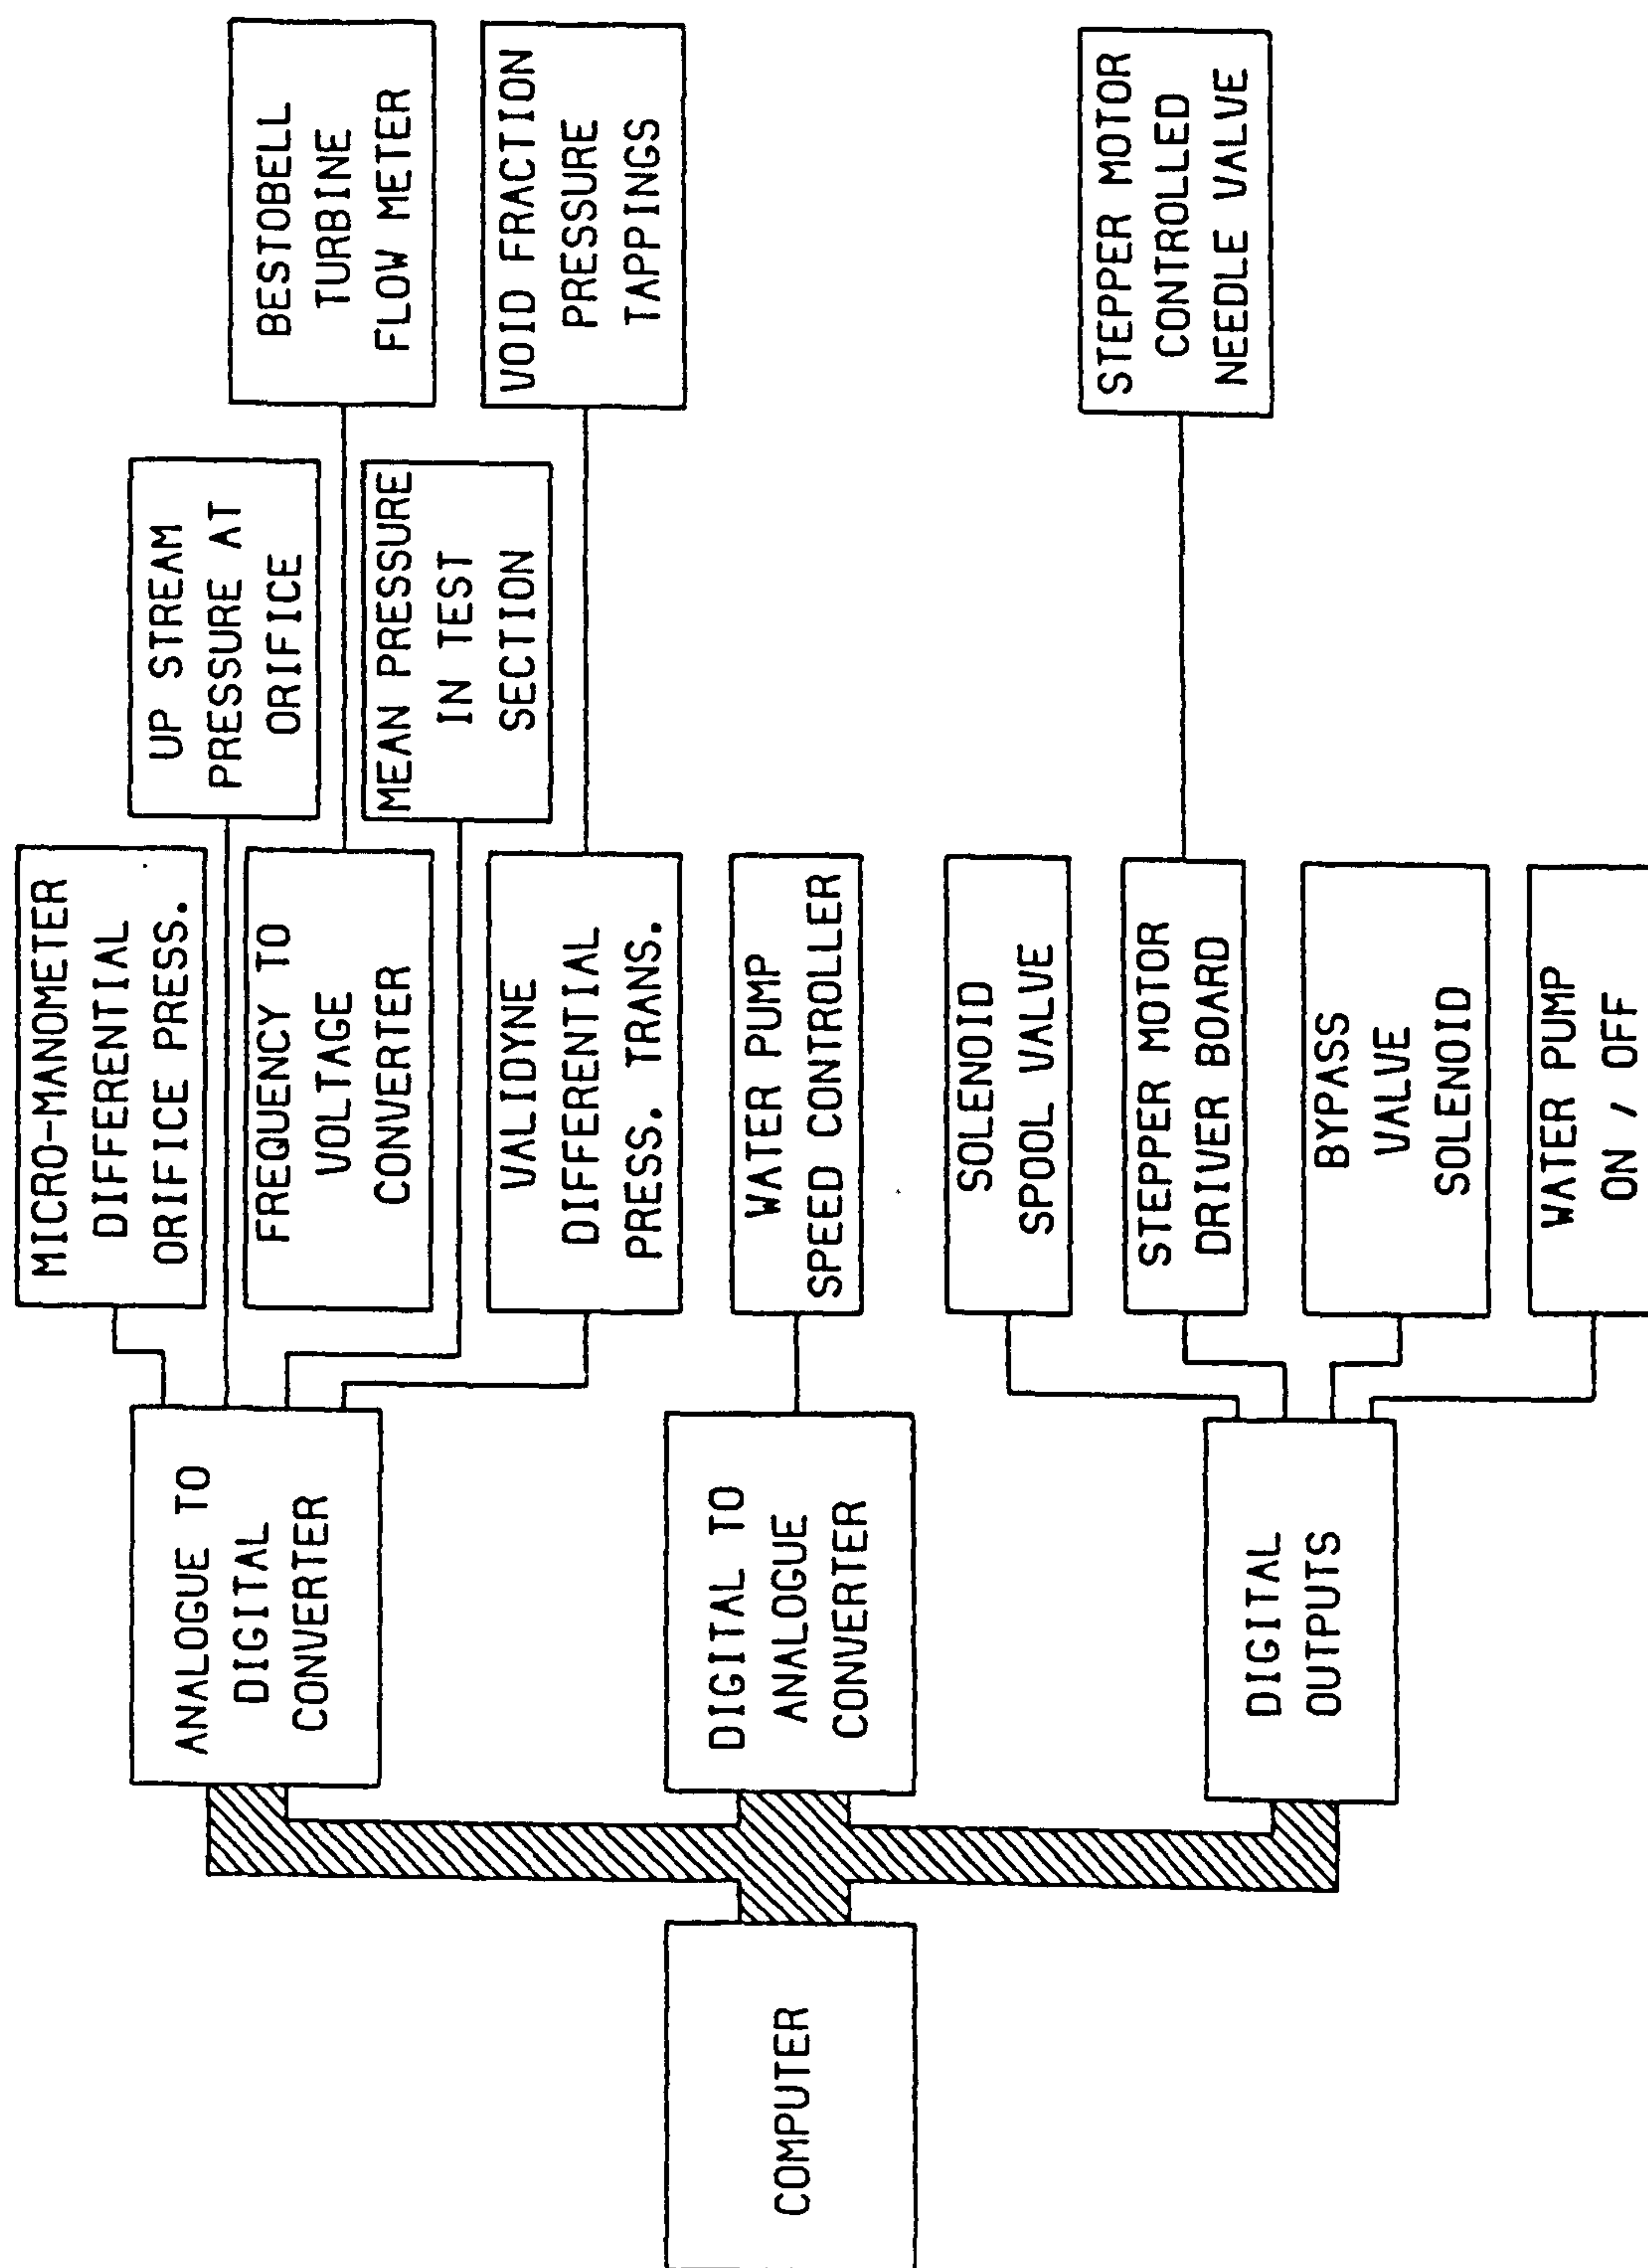 COMPUTER
ANALOGUE TO
DIGITAL
CONVERTER
DIGITAL TO
ANALOGUE
CONVERTER
DIGITAL
OUTPUTS
MICRO-MANOMETER
DIFFERENTIAL
ORIFICE PRESS.
FREQUENCY TO
VOLTAGE
CONVERTER
VALIDYNE
DIFFERENTIAL
PRESS. TRANS.
WATER PUMP
SPEED CONTROLLER
SOLENOID
SPOOL VALVE
STEPPER MOTOR
DRIVER BOARD
BYPASS
VALVE
SOLENOID
WATER PUMP
ON / OFF
UP STREAM
PRESSURE AT
ORIFICE
MEAN PRESSURE
IN TEST
SECTION
BESTOBELL
TURBINE
FLOW METER
VOID FRACTION
PRESSURE
TAPPINGS
STEPPER MOTOR
CONTROLLED
NEEDLE VALVE